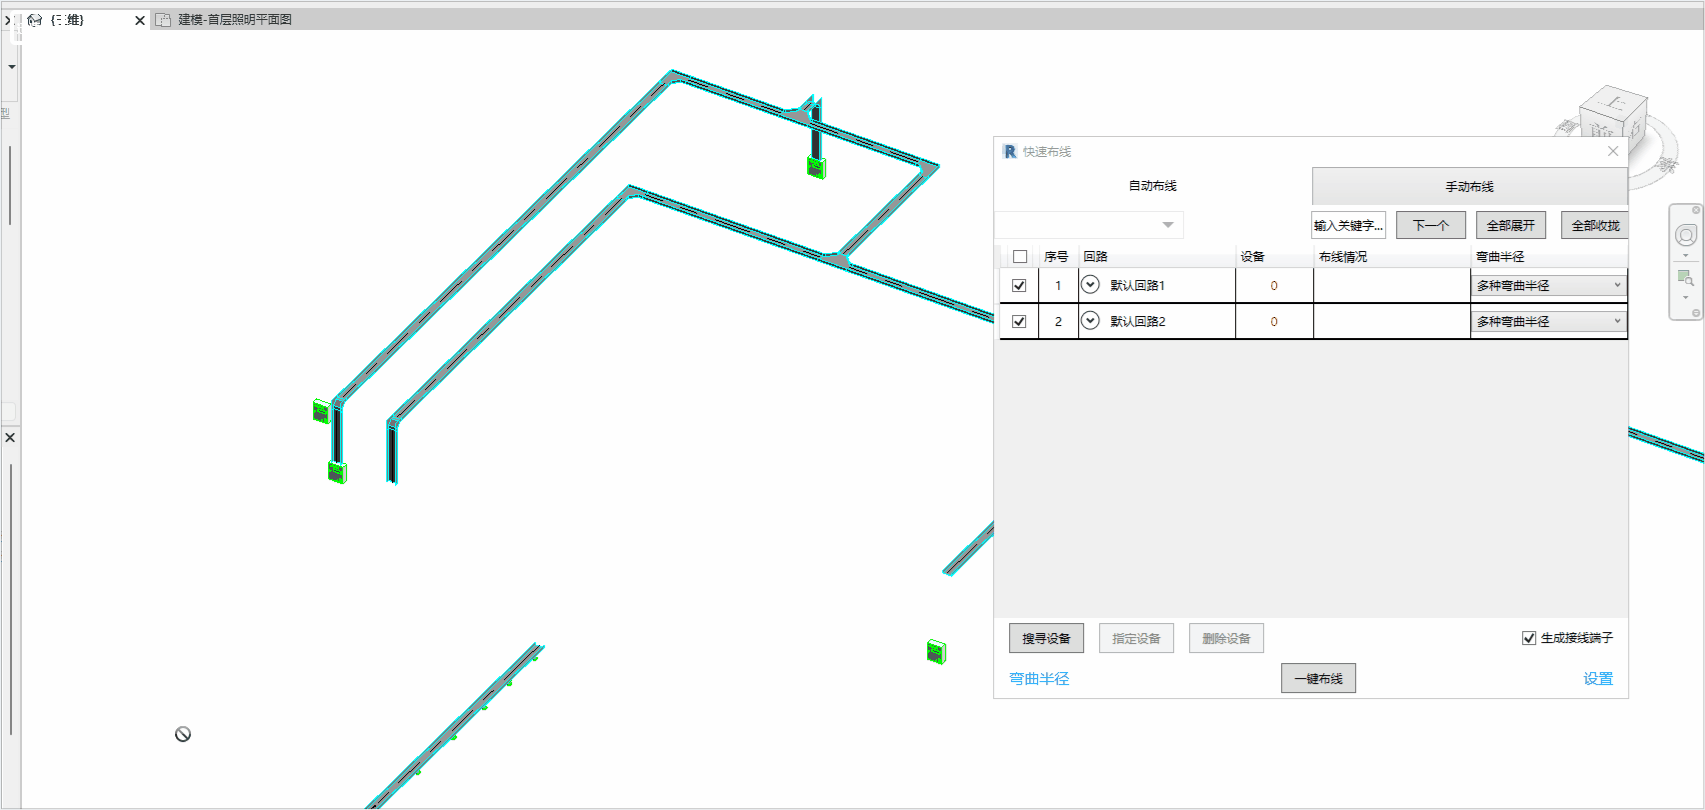 {三维}
建模-首层照明平面图
型
上
前
快速布线
自动布线
手动布线
输入关键字...
下一个
全部展开
全部收拢
序号
回路
设备
布线情况
弯曲半径
1
默认回路1
0
多种弯曲半径
2
默认回路2
0
多种弯曲半径
搜寻设备
指定设备
删除设备
生成接线端子
弯曲半径
一键布线
设置